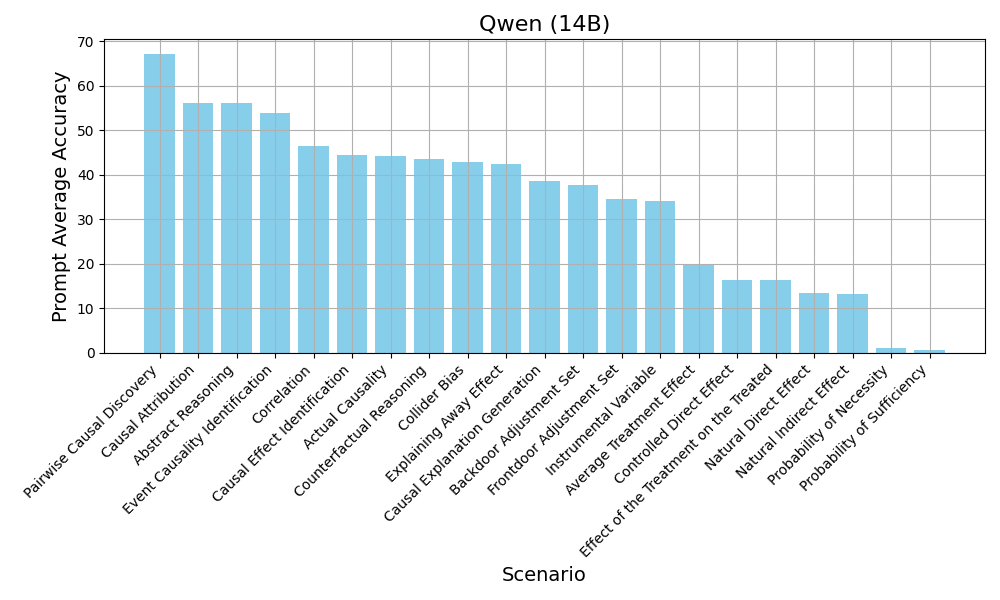 Qwen (14B)
Prompt Average Accuracy
70
60
50
40
30
20
10
0
Pairwise Causal Discovery
Causal Attribution
Abstract Reasoning
Event Causality Identification
Correlation
Causal Effect Identification
Actual Causality
Counterfactual Reasoning
Collider Bias
Explaining Away Effect
Causal Explanation Generation
Backdoor Adjustment Set
Frontdoor Adjustment Set
Instrumental Variable
Average Treatment Effect
Controlled Direct Effect
Effect of the Treatment on the Treated
Natural Direct Effect
Natural Indirect Effect
Probability of Necessity
Probability of Sufficiency
Scenario